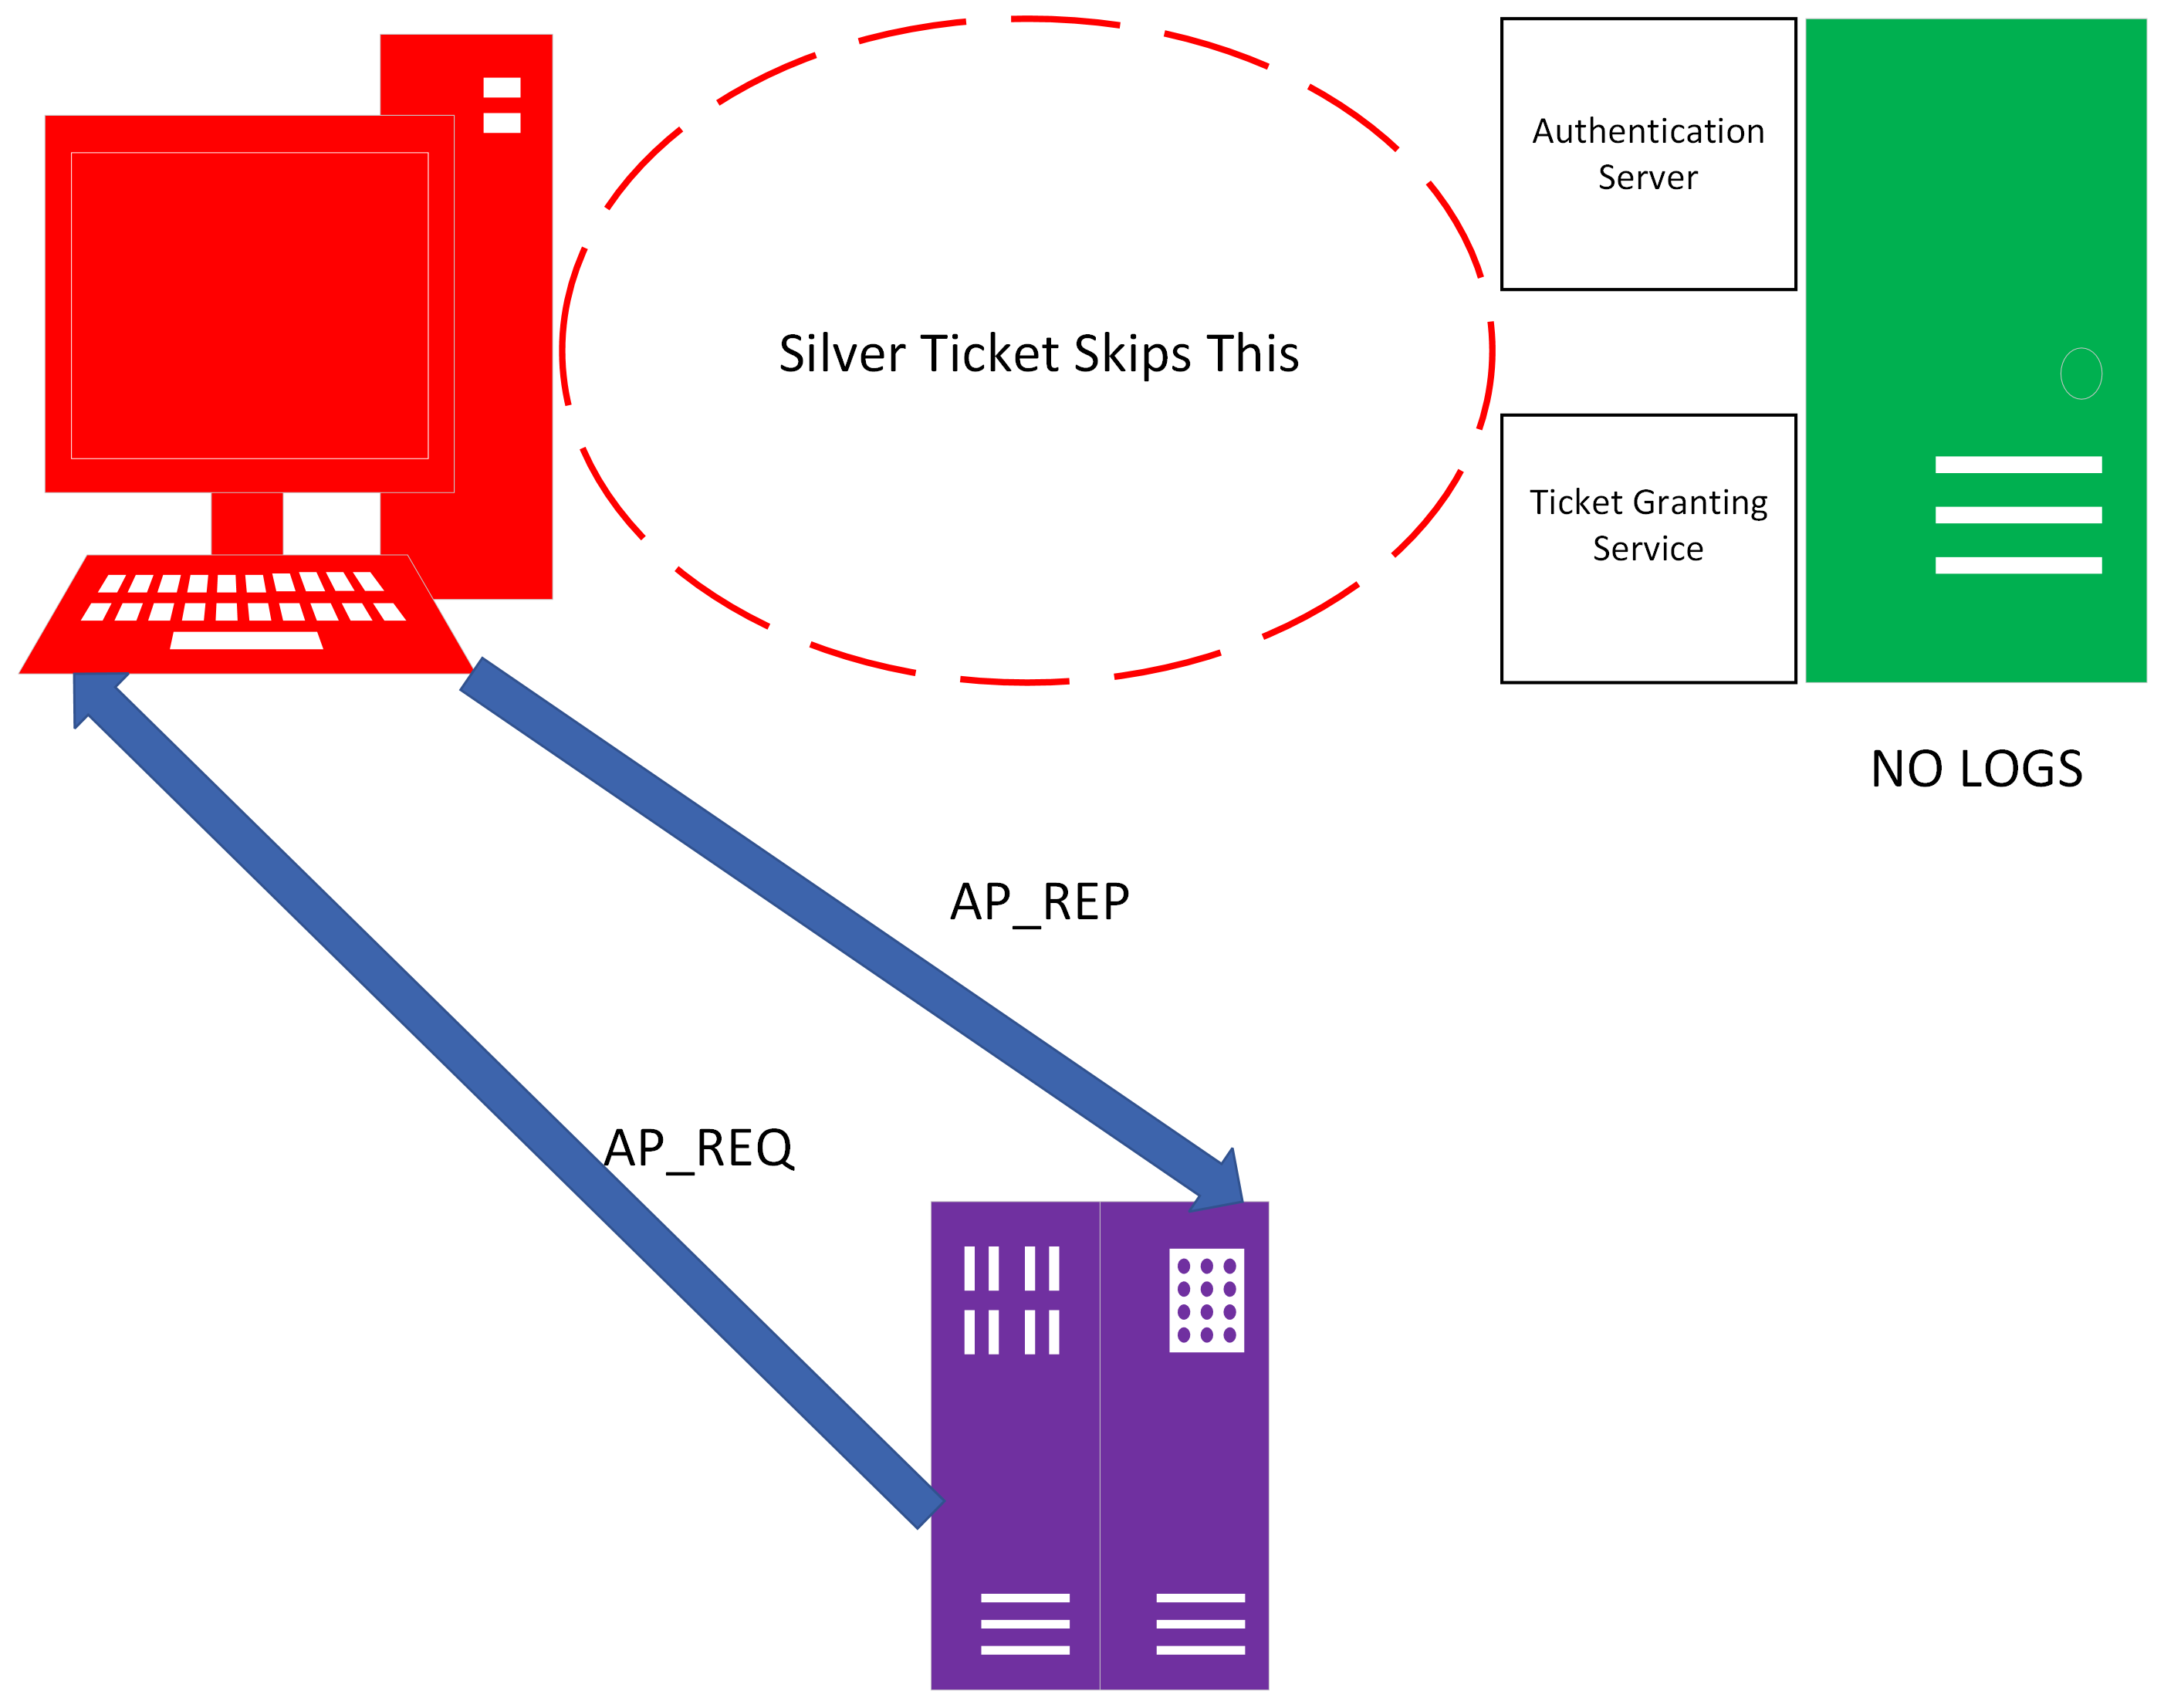 Authentication
Server
Silver Ticket Skips This
Ticket Granting
Service
NO LOGS
AP_REP
AP_REQ